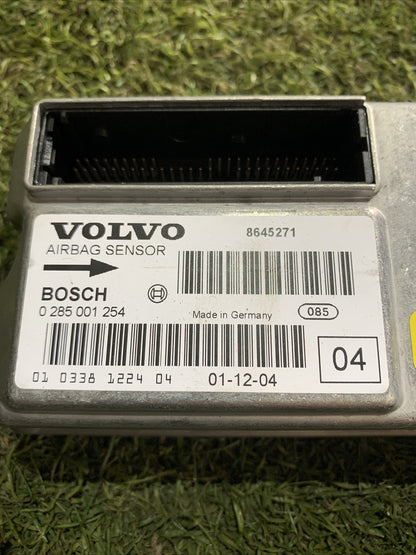 VOLVO
8645271
AIRBAG SENSOR
BOSCH
0 285 001 254
Made in Germany
085
04
01 0338 1224 04
01-12-04